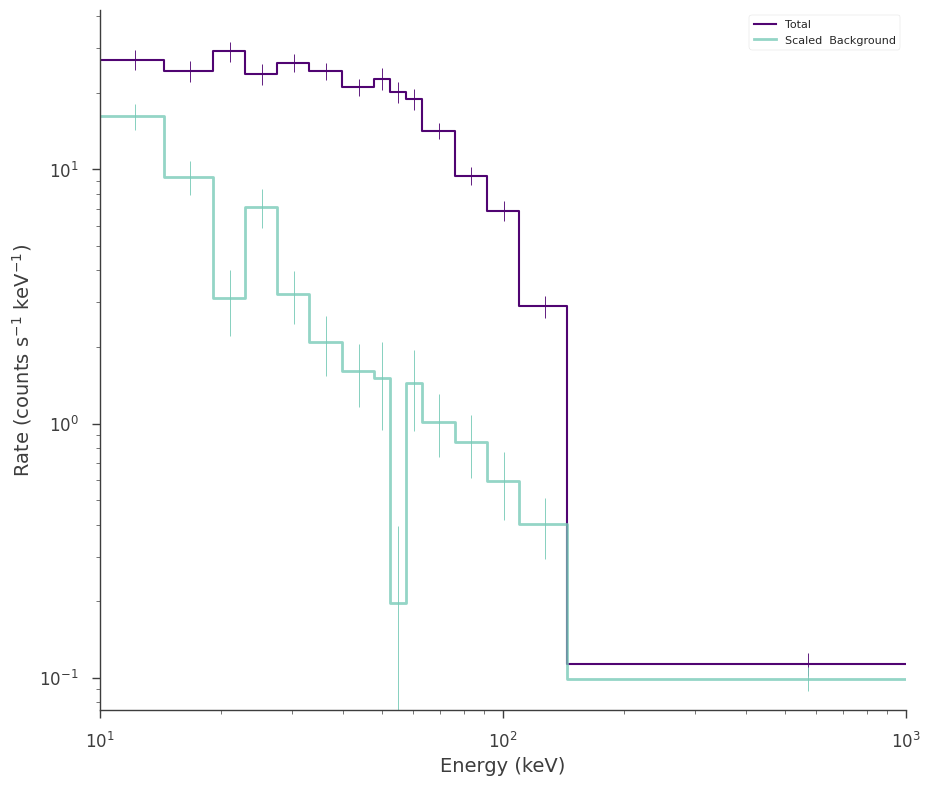 Total
Scaled  Background
10¹
10⁰
10⁻¹
Rate (counts s⁻¹ keV⁻¹)
10¹
10²
10³
Energy (keV)